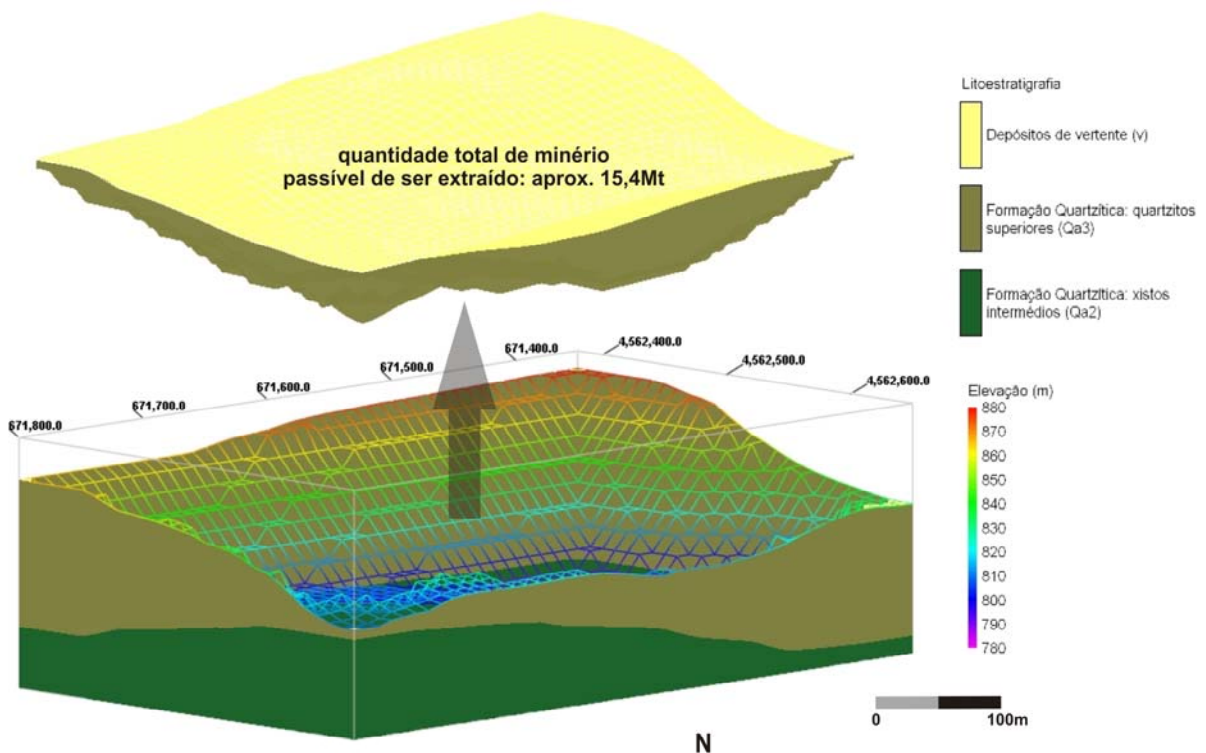 quantidade total de minério
passível de ser extraído: aprox. 15,4Mt
Litoestratigrafia
Depósitos de vertente (v)
Formação Quartzítica: quartzitos
superiores (Qa3)
Formação Quartzítica: xistos
intermédios (Qa2)
671,800.0
671,700.0
671,600.0
671,500.0
671,400.0
4,562,400.0
4,562,500.0
4,562,600.0
Elevação (m)
880
870
860
850
840
830
820
810
800
790
780
0 100m
N